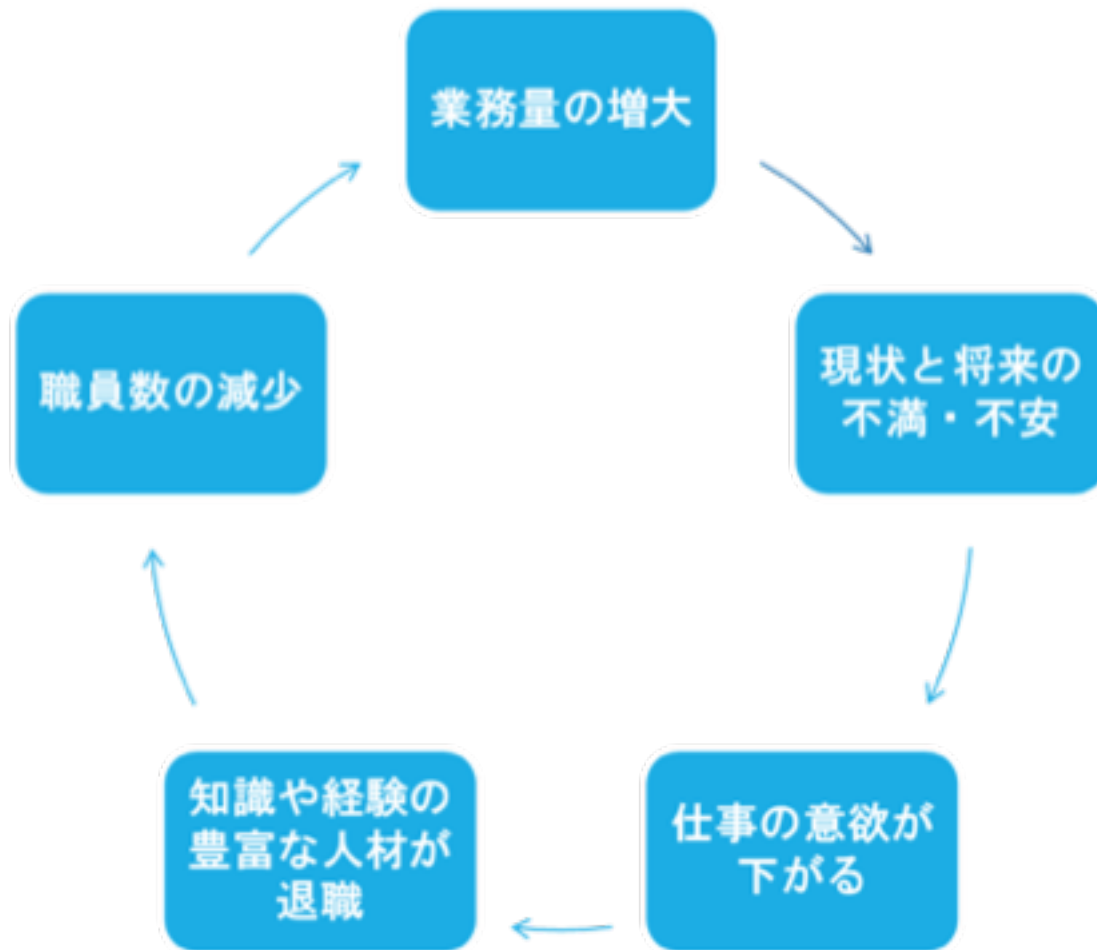 業務量の増大
現状と将来の
不満・不安
仕事の意欲が
下がる
知識や経験の
豊富な人材が
退職
職員数の減少